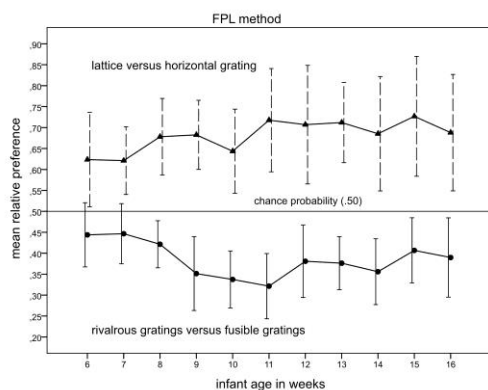 FPL method
mean relative preference
,90
,85
,80
,75
,70
,65
,60
,55
,50
,45
,40
,35
,30
,25
,20
lattice versus horizontal grating
chance probability (.50)
rivalrous gratings versus fusible gratings
6 7 8 9 10 11 12 13 14 15 16
infant age in weeks